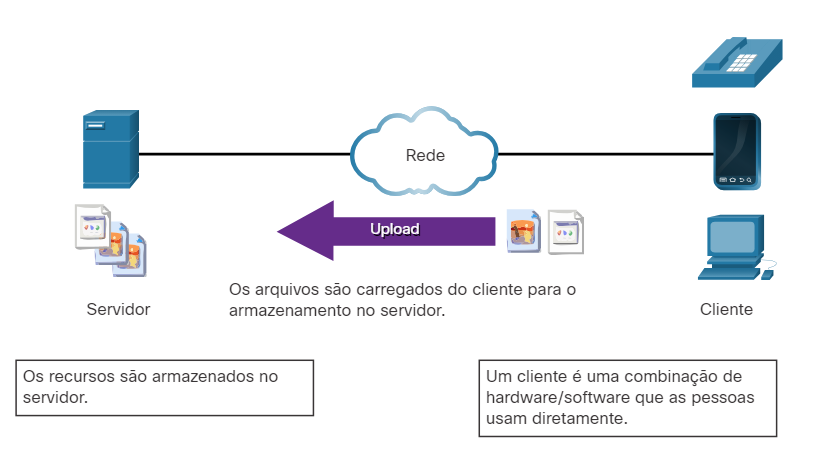 Rede
Upload
Os arquivos são carregados do cliente para o
armazenamento no servidor.
Servidor
Cliente
Os recursos são armazenados no
servidor.
Um cliente é uma combinação de
hardware/software que as pessoas
usam diretamente.